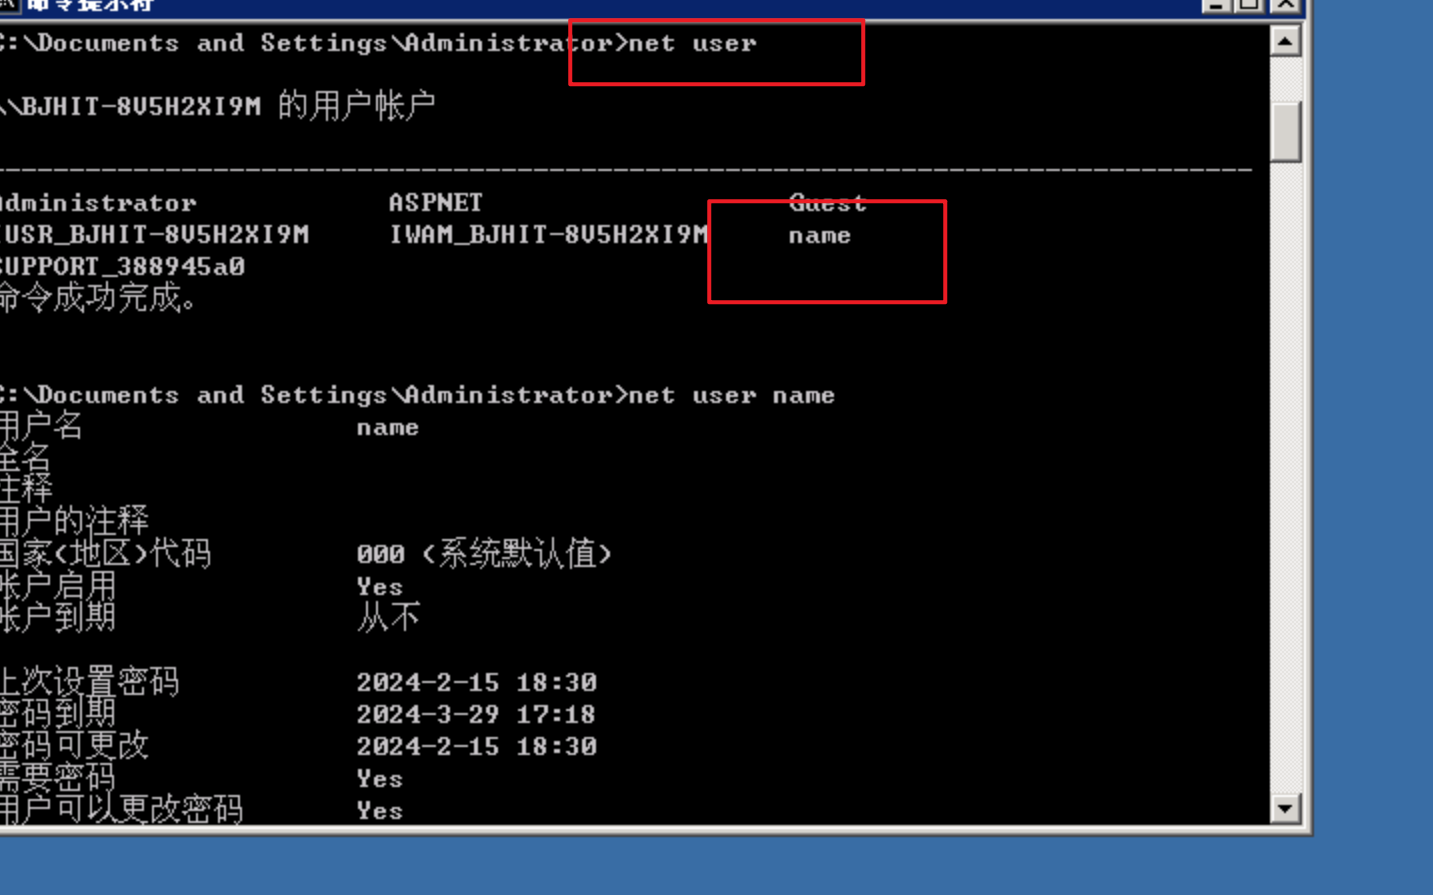 命令提示符
C:\Documents and Settings\Administrator>net user
\\BJHIT-8V5H2XI9M 的用户帐户
-------------------------------------------------------------------------------
Administrator ASPNET Guest
IUSR_BJHIT-8V5H2XI9M IWAM_BJHIT-8V5H2XI9M name
SUPPORT_388945a0
命令成功完成。
C:\Documents and Settings\Administrator>net user name
用户名 name
全名
注释
用户的注释
国家(地区)代码 000 (系统默认值)
帐户启用 Yes
帐户到期 从不
上次设置密码 2024-2-15 18:30
密码到期 2024-3-29 17:18
密码可更改 2024-2-15 18:30
需要密码 Yes
用户可以更改密码 Yes